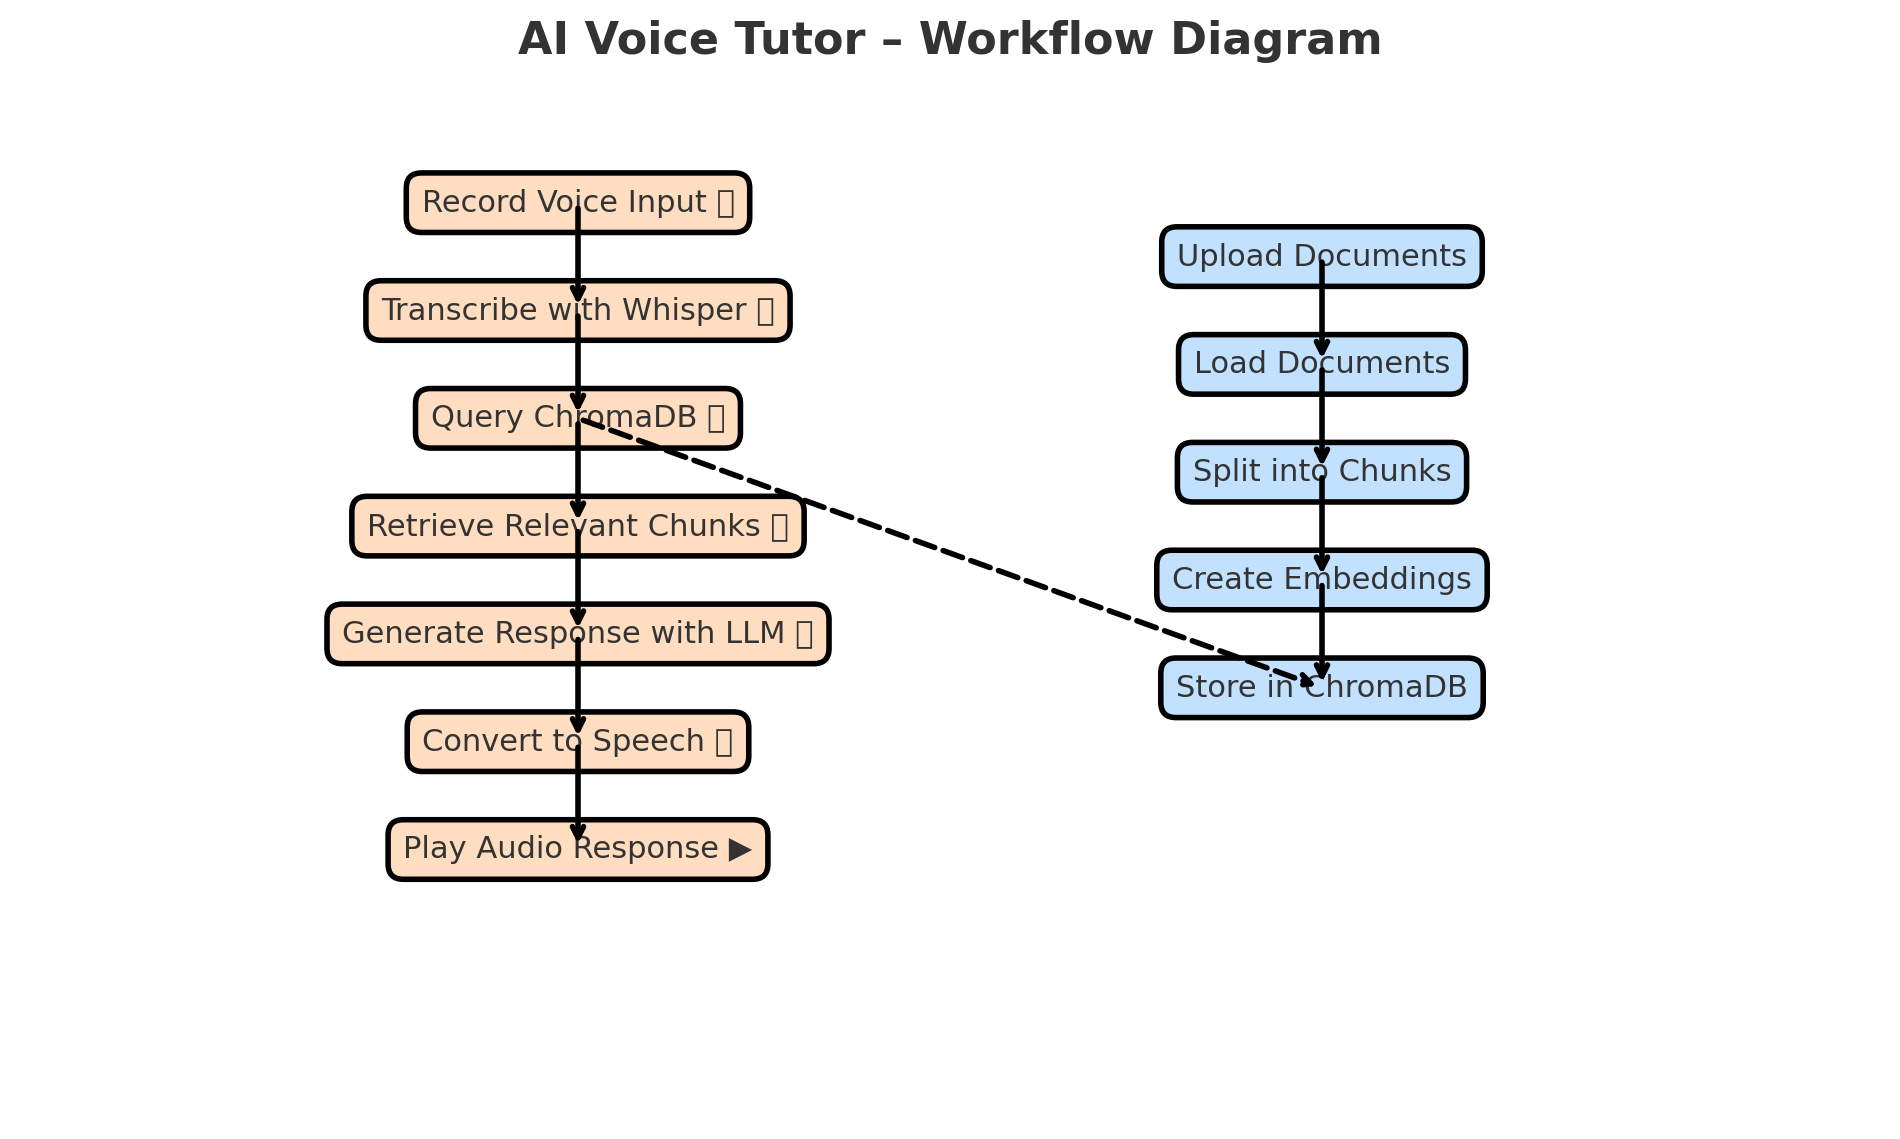 AI Voice Tutor – Workflow Diagram
Record Voice Input
Transcribe with Whisper
Query ChromaDB
Retrieve Relevant Chunks
Generate Response with LLM
Convert to Speech
Play Audio Response ▶
Upload Documents
Load Documents
Split into Chunks
Create Embeddings
Store in ChromaDB